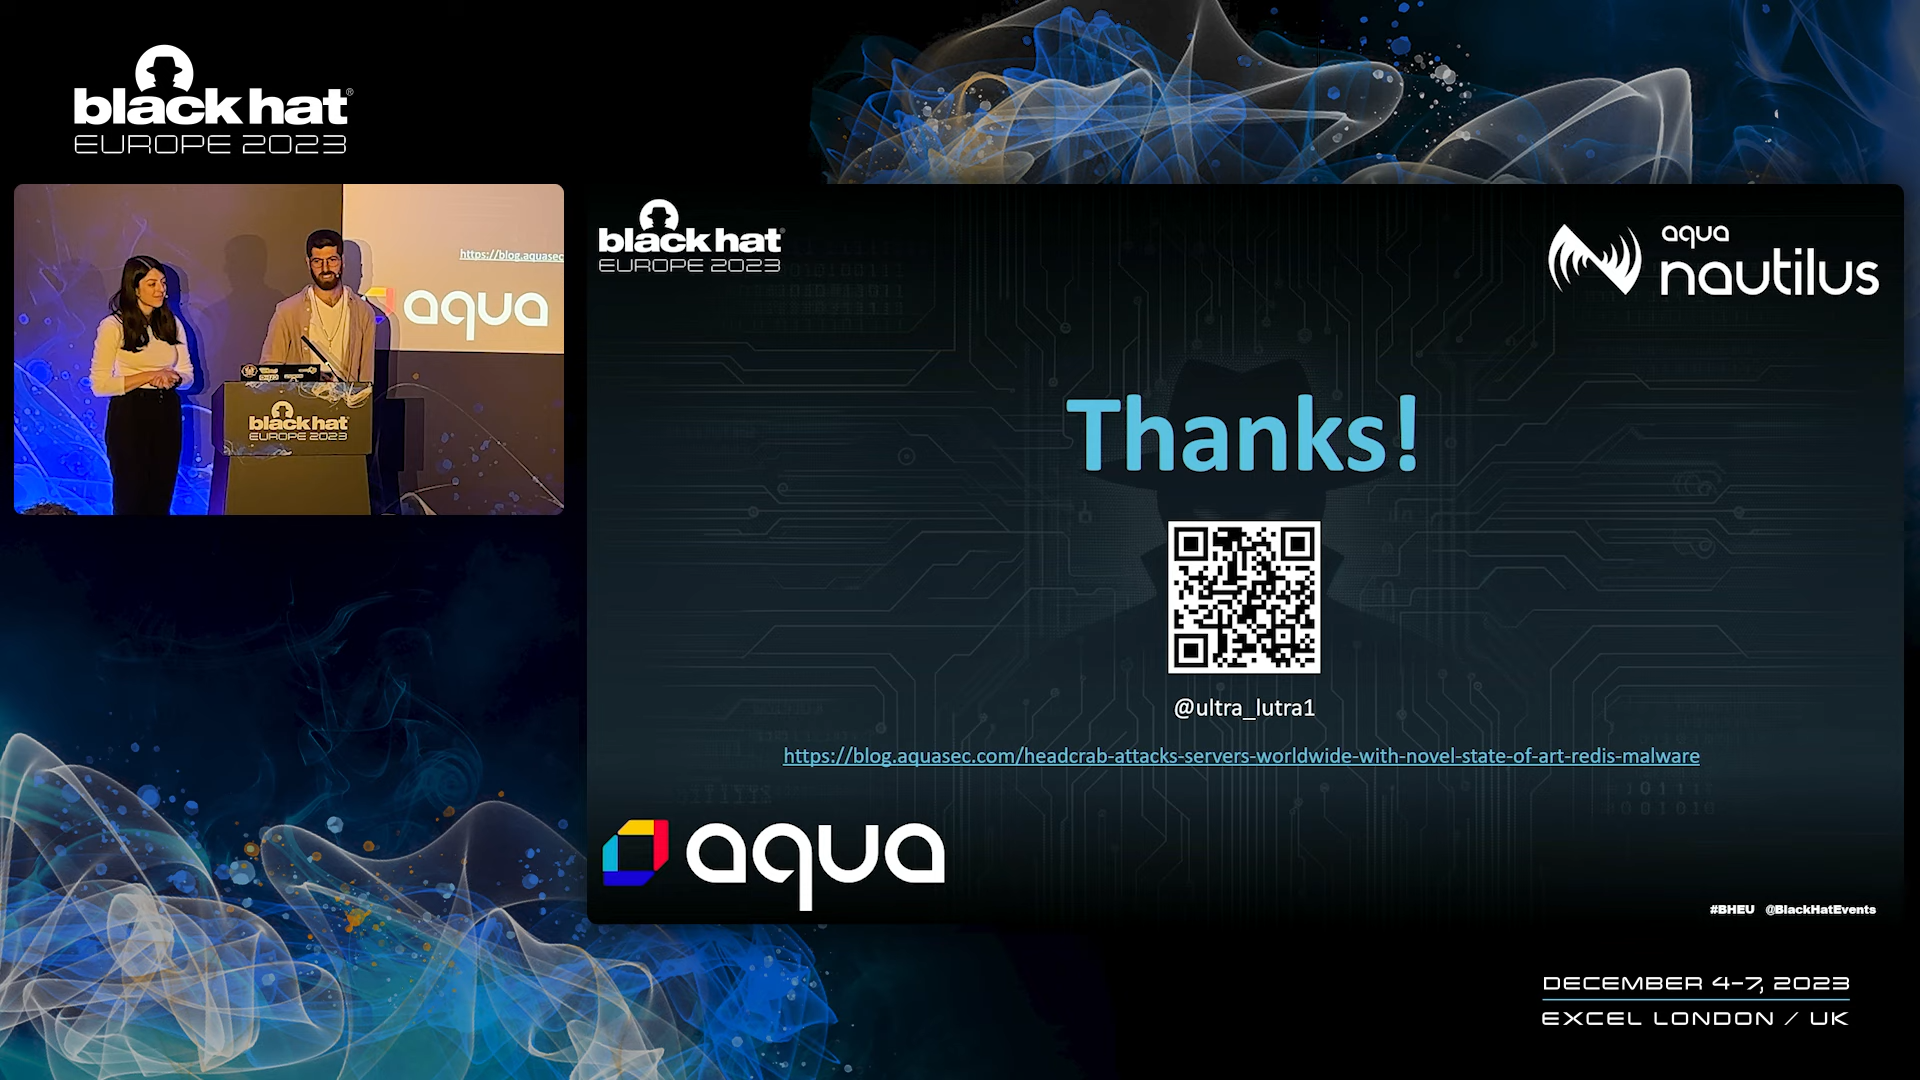 black hat®
EUROPE 2023
https://blog.aquasec
aqua
black hat
EUROPE 2023
black hat
EUROPE 2023
aqua
nautilus
Thanks!
@ultra_lutra1
https://blog.aquasec.com/headcrab-attacks-servers-worldwide-with-novel-state-of-art-redis-malware
aqua
#BHEU @BlackHatEvents
DECEMBER 4-7, 2023
EXCEL LONDON / UK